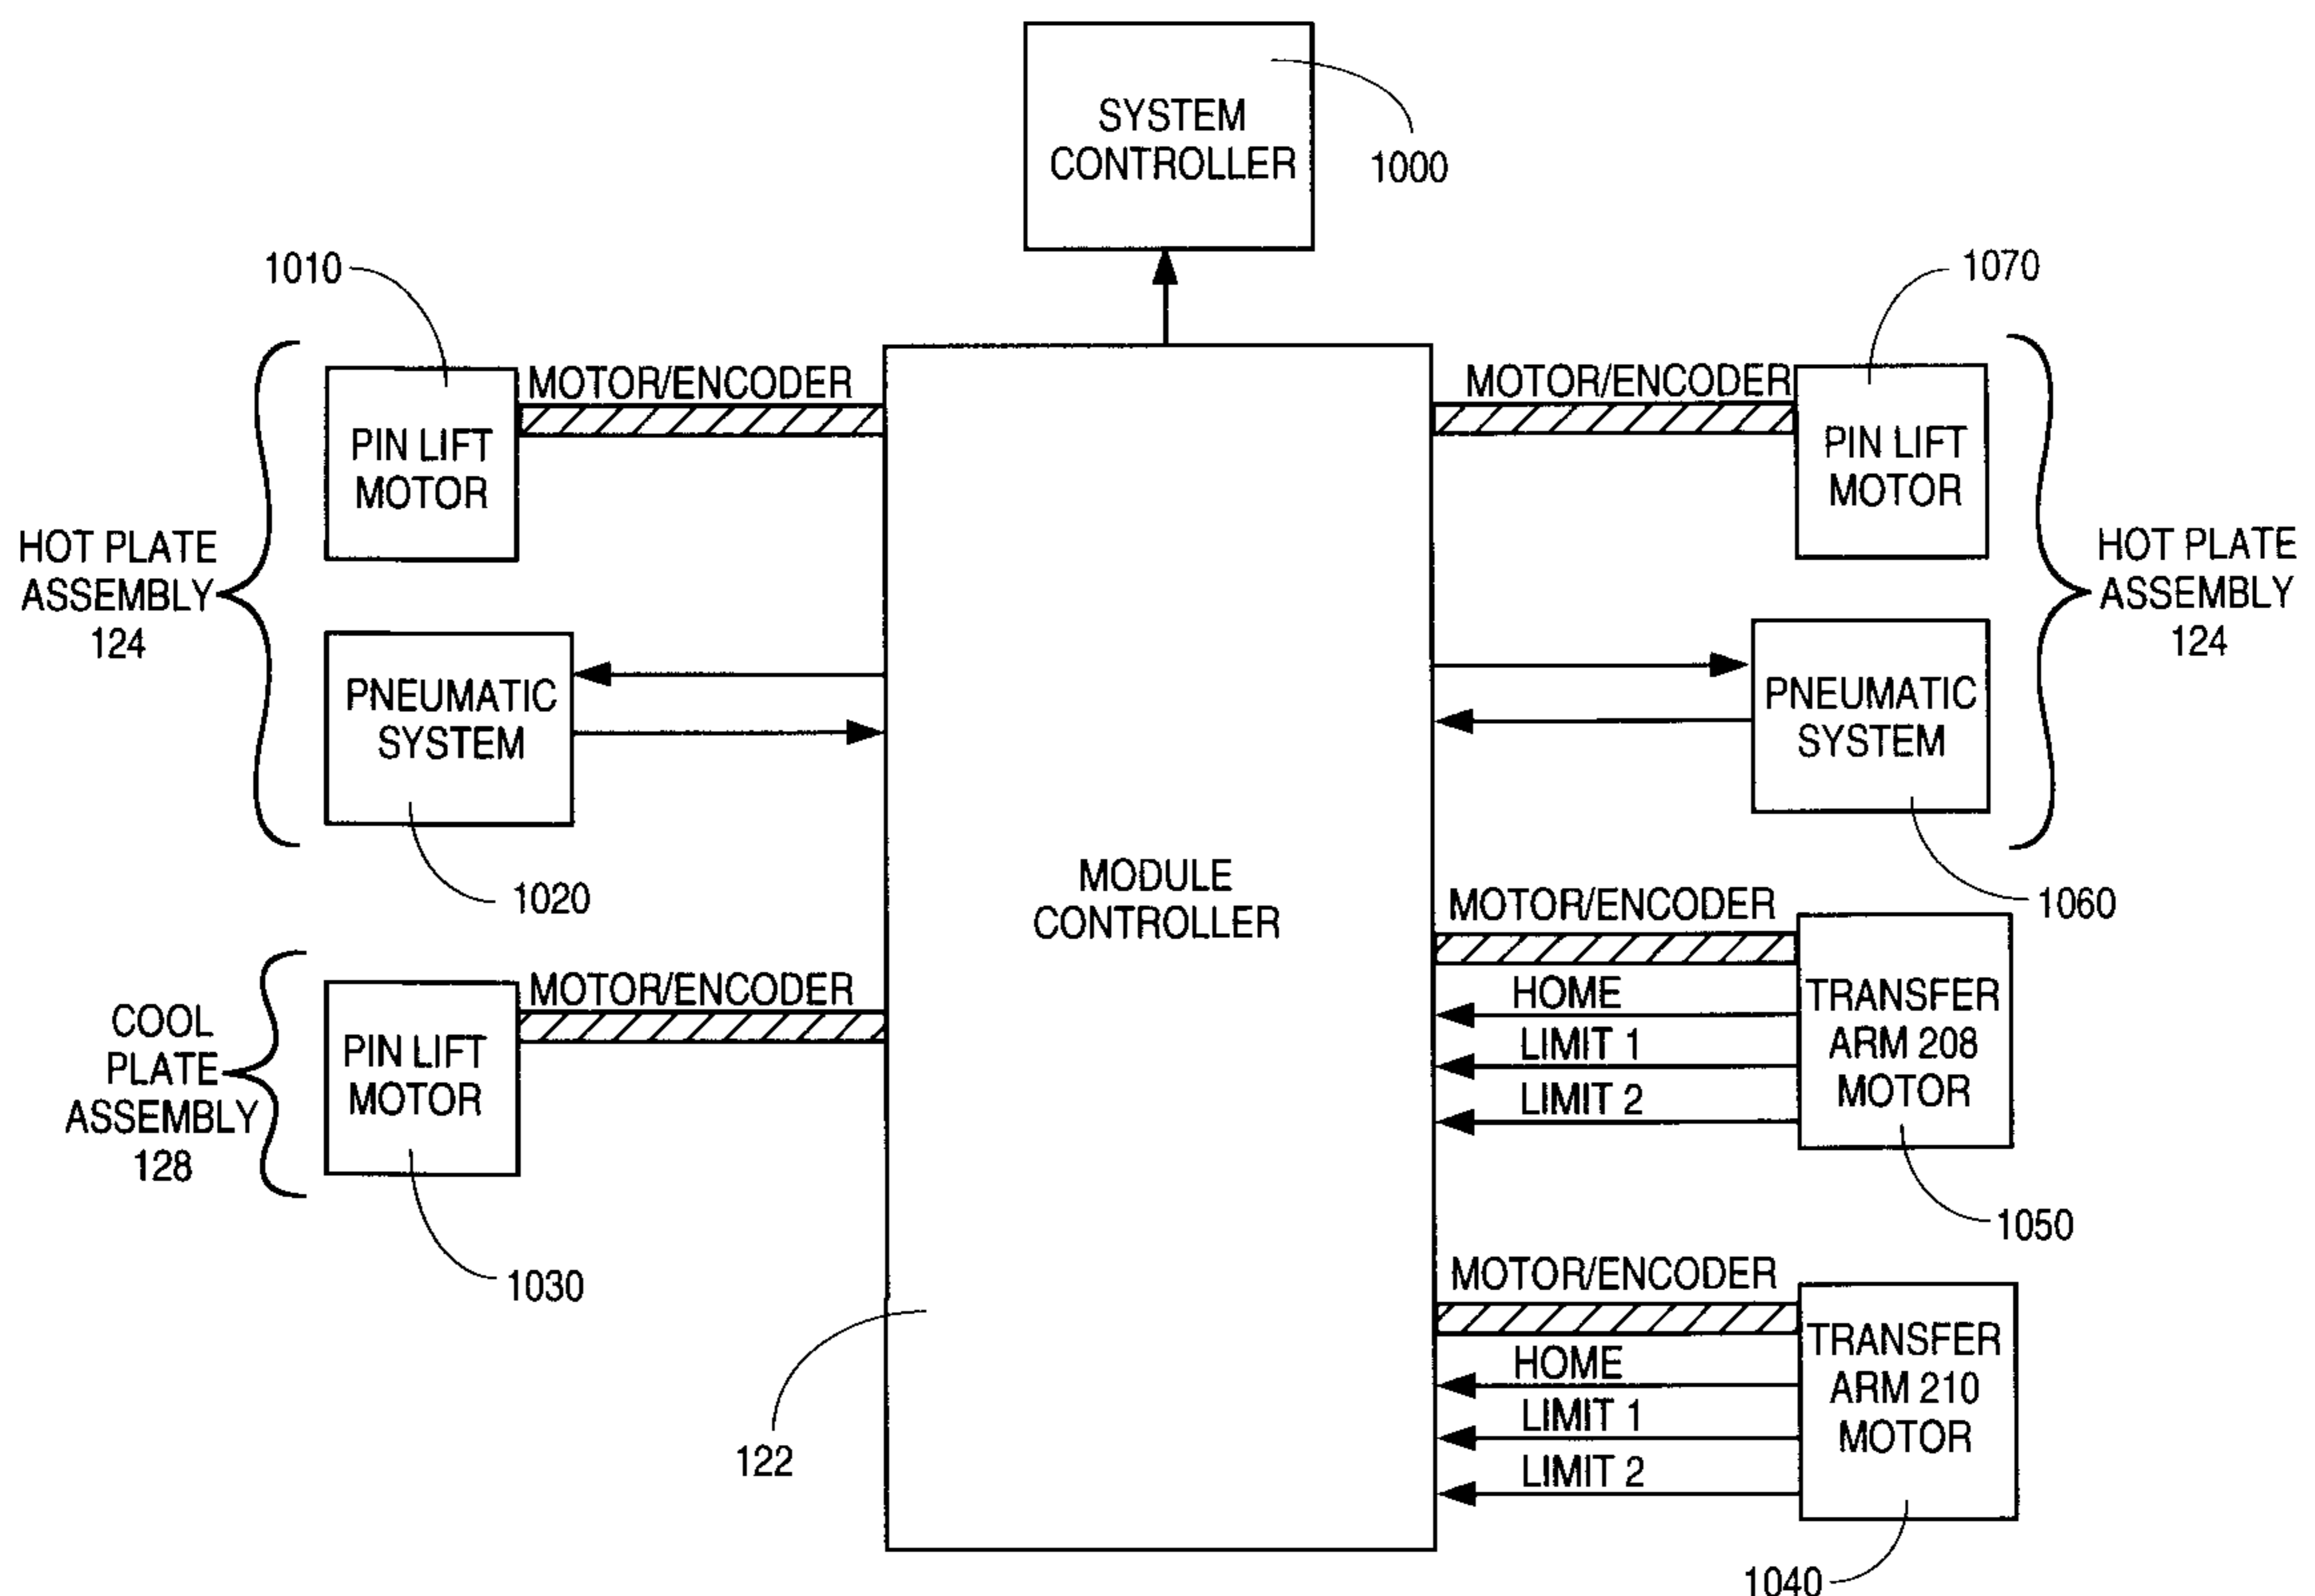 SYSTEM
CONTROLLER
1000
1010
1070
MOTOR/ENCODER
MOTOR/ENCODER
PIN LIFT
MOTOR
PIN LIFT
MOTOR
HOT PLATE
ASSEMBLY
124
HOT PLATE
ASSEMBLY
124
PNEUMATIC
SYSTEM
PNEUMATIC
SYSTEM
1020
1060
MODULE
CONTROLLER
COOL
PLATE
ASSEMBLY
128
MOTOR/ENCODER
PIN LIFT
MOTOR
1030
MOTOR/ENCODER
HOME
LIMIT 1
LIMIT 2
TRANSFER
ARM 208
MOTOR
1050
MOTOR/ENCODER
HOME
LIMIT 1
LIMIT 2
TRANSFER
ARM 210
MOTOR
122
1040